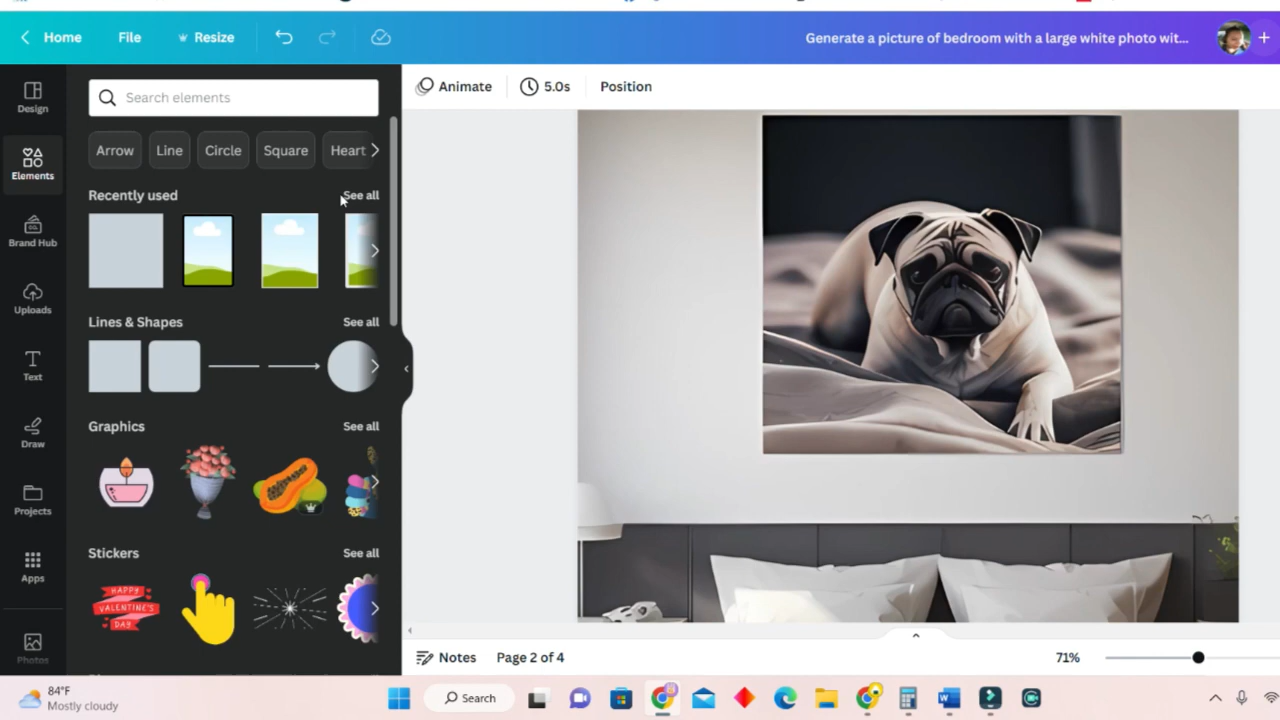 Home File Resize Generate a picture of bedroom with a large white photo wit...
Animate 5.0s Position
Search elements
Design
Arrow Line Circle Square Heart
Elements
Recently used See all
Brand Hub
Uploads
Lines & Shapes See all
Text
Graphics See all
Draw
Projects
Stickers See all
Apps
HAPPY
VALENTINE'S
DAY
Photos
Notes Page 2 of 4 71%
84°F
Mostly cloudy
Search